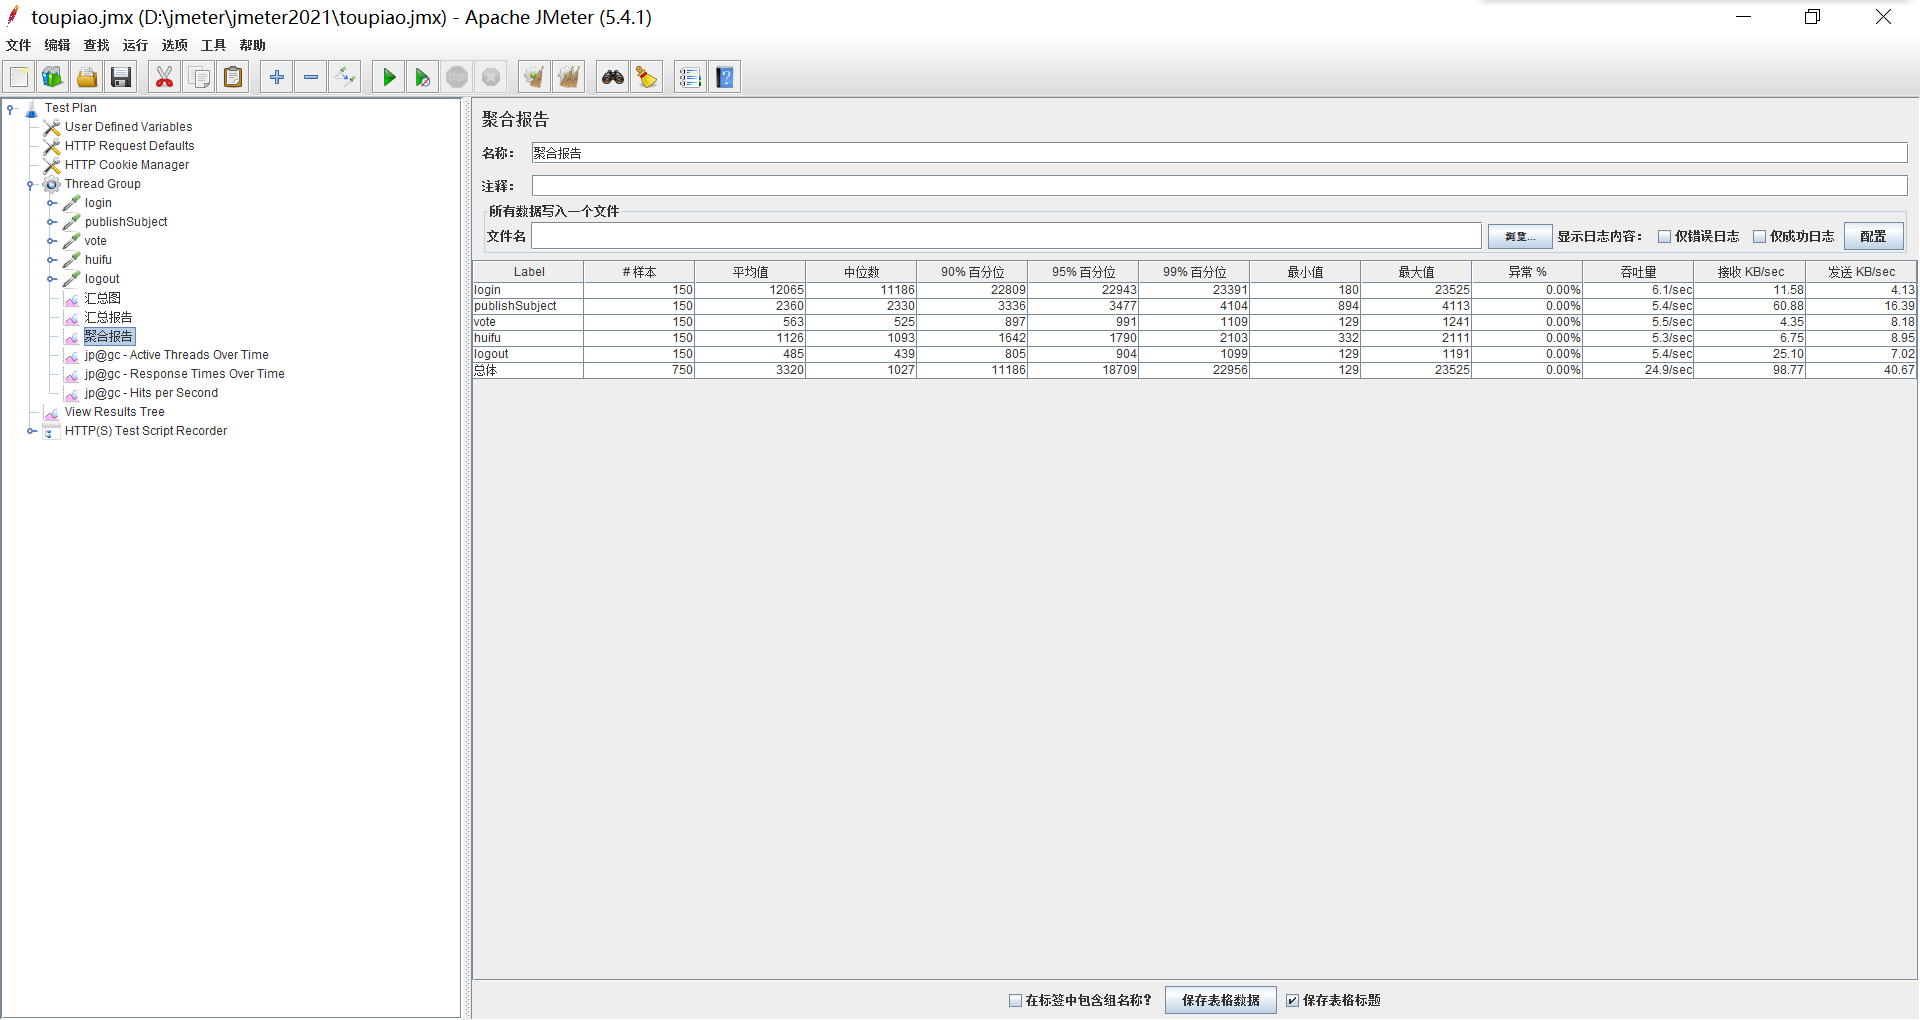 toupiao.jmx (D:\jmeter\jmeter2021\toupiao.jmx) - Apache JMeter (5.4.1)
文件 编辑 查找 运行 选项 工具 帮助
STOP
Test Plan
User Defined Variables
HTTP Request Defaults
HTTP Cookie Manager
Thread Group
login
publishSubject
vote
huifu
logout
汇总图
汇总报告
聚合报告
jp@gc - Active Threads Over Time
jp@gc - Response Times Over Time
jp@gc - Hits per Second
View Results Tree
HTTP(S) Test Script Recorder
聚合报告
名称： 聚合报告
注释：
所有数据写入一个文件
文件名 浏览... 显示日志内容： 仅错误日志 仅成功日志 配置
Label # 样本 平均值 中位数 90% 百分位 95% 百分位 99% 百分位 最小值 最大值 异常 % 吞吐量 接收 KB/sec 发送 KB/sec
login 150 12065 11186 22809 22943 23391 180 23525 0.00% 6.1/sec 11.58 4.13
publishSubject 150 2360 2330 3336 3477 4104 894 4113 0.00% 5.4/sec 60.88 16.39
vote 150 563 525 897 991 1109 129 1241 0.00% 5.5/sec 4.35 8.18
huifu 150 1126 1093 1642 1790 2103 332 2111 0.00% 5.3/sec 6.75 8.95
logout 150 485 439 805 904 1099 129 1191 0.00% 5.4/sec 25.10 7.02
总体 750 3320 1027 11186 18709 22956 129 23525 0.00% 24.9/sec 98.77 40.67
在标签中包含组名称? 保存表格数据 保存表格标题